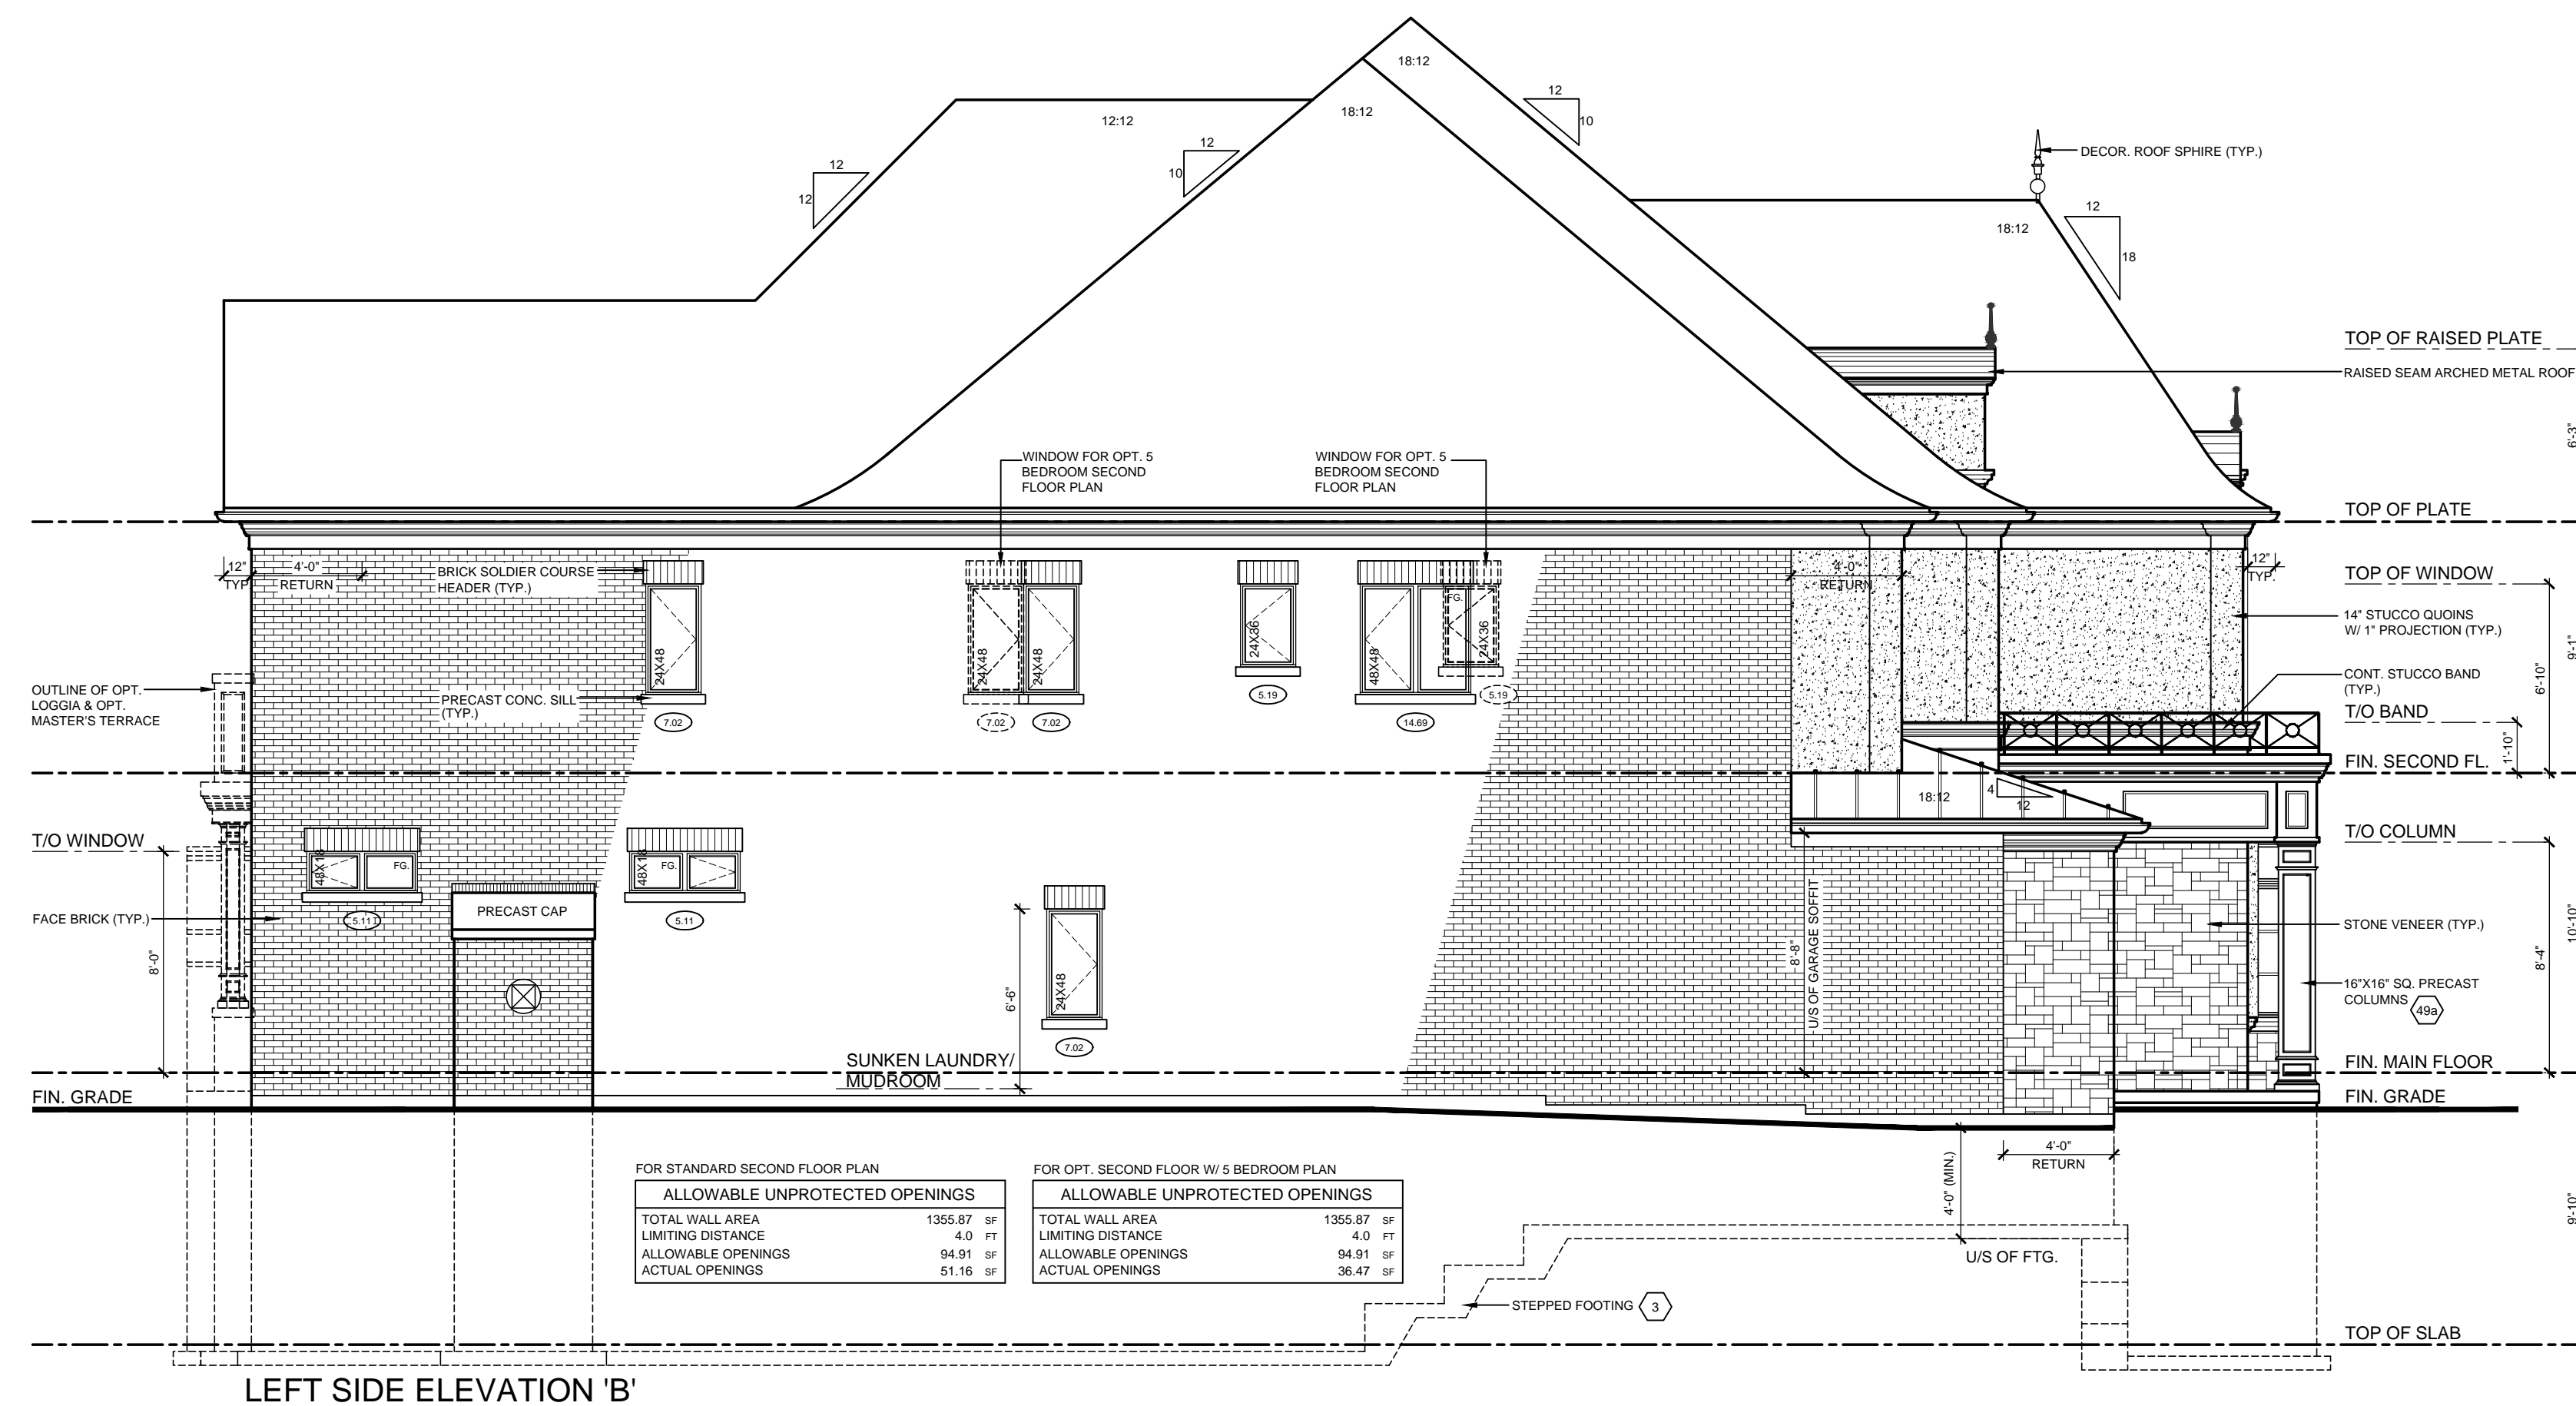 18:12
18:12
12
10
12:12
12
10
12
12
DECOR. ROOF SPHIRE (TYP.)
12
18
18:12
TOP OF RAISED PLATE
RAISED SEAM ARCHED METAL ROOF
6'-3"
WINDOW FOR OPT. 5
BEDROOM SECOND
FLOOR PLAN
WINDOW FOR OPT. 5
BEDROOM SECOND
FLOOR PLAN
TOP OF PLATE
12"
TYP.
4'-0"
RETURN
BRICK SOLDIER COURSE
HEADER (TYP.)
4'-0"
RETURN
12"
TYP.
TOP OF WINDOW
14" STUCCO QUOINS
W/ 1" PROJECTION (TYP.)
9'-1"
6'-10"
24X48
24X48
24X48
24X36
48X48
FG.
24X36
CONT. STUCCO BAND
(TYP.)
OUTLINE OF OPT.
LOGGIA & OPT.
MASTER'S TERRACE
PRECAST CONC. SILL
(TYP.)
7.02
7.02
7.02
5.19
14.69
5.19
T/O BAND
1'-10"
FIN. SECOND FL.
18:12
4
12
T/O WINDOW
T/O COLUMN
48X18
FG.
48X18
FG.
8'-0"
FACE BRICK (TYP.)
5.11
PRECAST CAP
5.11
8'-8"
U/S OF GARAGE SOFFIT
STONE VENEER (TYP.)
10'-10"
8'-4"
6'-6"
24X48
7.02
16"X16" SQ. PRECAST
COLUMNS
49a
SUNKEN LAUNDRY/
MUDROOM
FIN. MAIN FLOOR
FIN. GRADE
FIN. GRADE
4'-0"
RETURN
4'-0" (MIN.)
9'-10"
FOR STANDARD SECOND FLOOR PLAN
ALLOWABLE UNPROTECTED OPENINGS
TOTAL WALL AREA 1355.87 SF
LIMITING DISTANCE 4.0 FT
ALLOWABLE OPENINGS 94.91 SF
ACTUAL OPENINGS 51.16 SF
FOR OPT. SECOND FLOOR W/ 5 BEDROOM PLAN
ALLOWABLE UNPROTECTED OPENINGS
TOTAL WALL AREA 1355.87 SF
LIMITING DISTANCE 4.0 FT
ALLOWABLE OPENINGS 94.91 SF
ACTUAL OPENINGS 36.47 SF
U/S OF FTG.
STEPPED FOOTING
3
TOP OF SLAB
LEFT SIDE ELEVATION 'B'